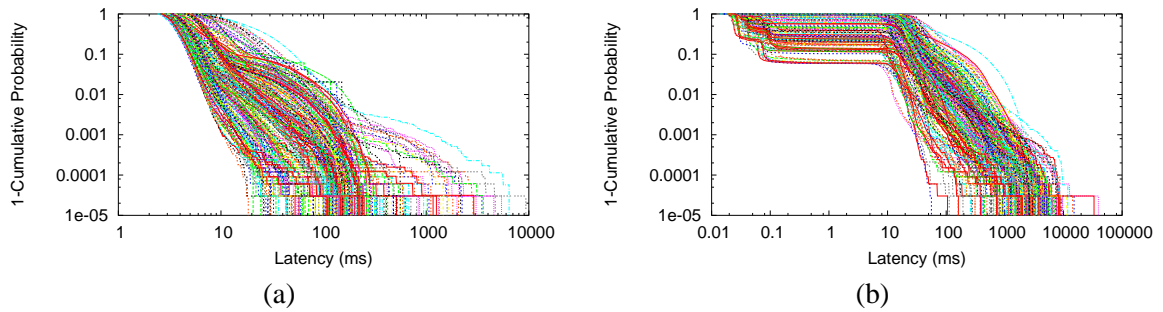 1
0.1
0.01
0.001
0.0001
1e-05
1-Cumulative Probability
1 10 100 1000 10000
Latency (ms)
(a)
1
0.1
0.01
0.001
0.0001
1e-05
1-Cumulative Probability
0.01 0.1 1 10 100 1000 10000 100000
Latency (ms)
(b)